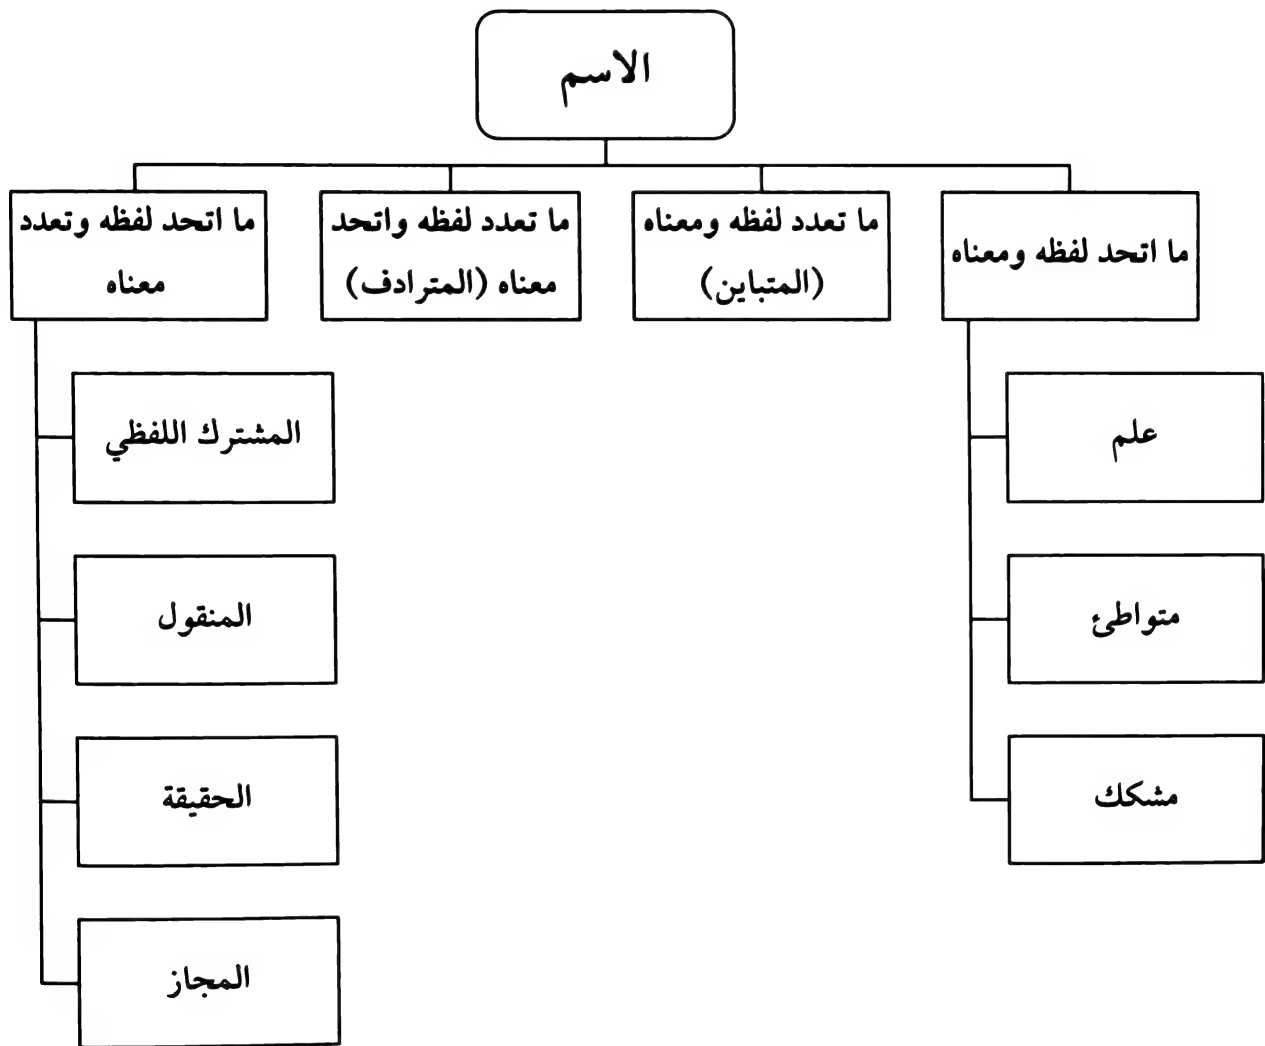 الاسم
ما اتحد لفظه ومعناه
ما تعدد لفظه ومعناه
(المتباين)
ما تعدد لفظه واتحد
معناه (المترادف)
ما اتحد لفظه وتعدد
معناه
علم
متواطئ
مشكك
المشترك اللفظي
المنقول
الحقيقة
المجاز